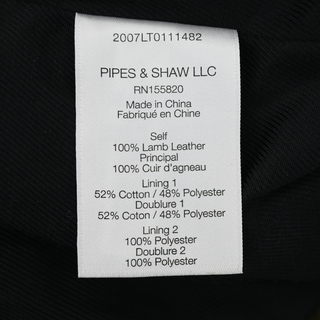 2007LT0111482
PIPES & SHAW LLC
RN155820
Made in China
Fabriqué en Chine
Self
100% Lamb Leather
Principal
100% Cuir d'agneau
Lining 1
52% Cotton / 48% Polyester
Doublure 1
52% Coton / 48% Polyester
Lining 2
100% Polyester
Doublure 2
100% Polyester